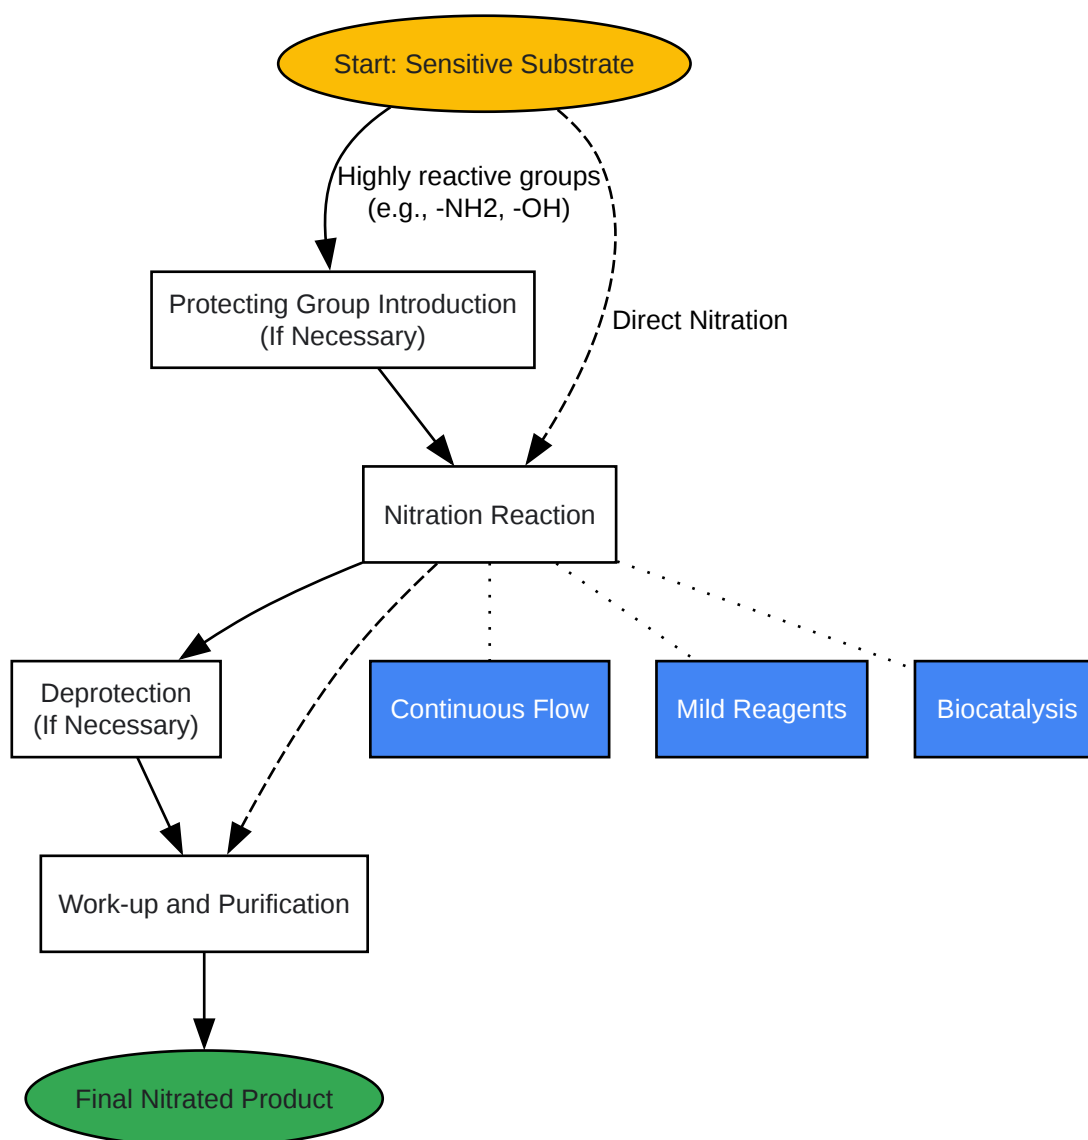 Start: Sensitive Substrate
Highly reactive groups
(e.g., -NH2, -OH)
Protecting Group Introduction
(If Necessary)
Direct Nitration
Nitration Reaction
Deprotection
(If Necessary)
Continuous Flow
Mild Reagents
Biocatalysis
Work-up and Purification
Final Nitrated Product